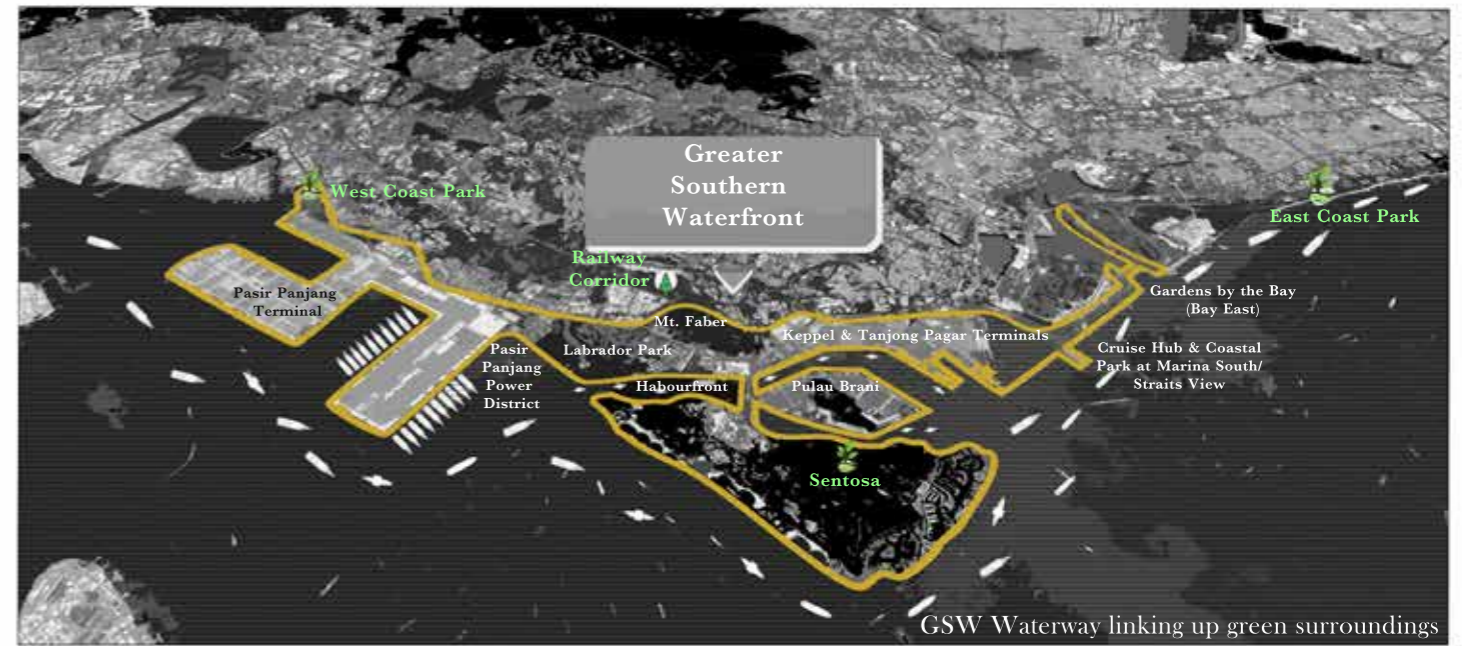 Greater
Southern
Waterfront
West Coast Park
East Coast Park
Railway
Corridor
Pasir Panjang
Terminal
Mt. Faber
Keppel & Tanjong Pagar Terminals
Gardens by the Bay
(Bay East)
Pasir
Panjang
Power
District
Labrador Park
Habourfront
Pulau Brani
Cruise Hub & Coastal
Park at Marina South/
Straits View
Sentosa
GSW Waterway linking up green surroundings